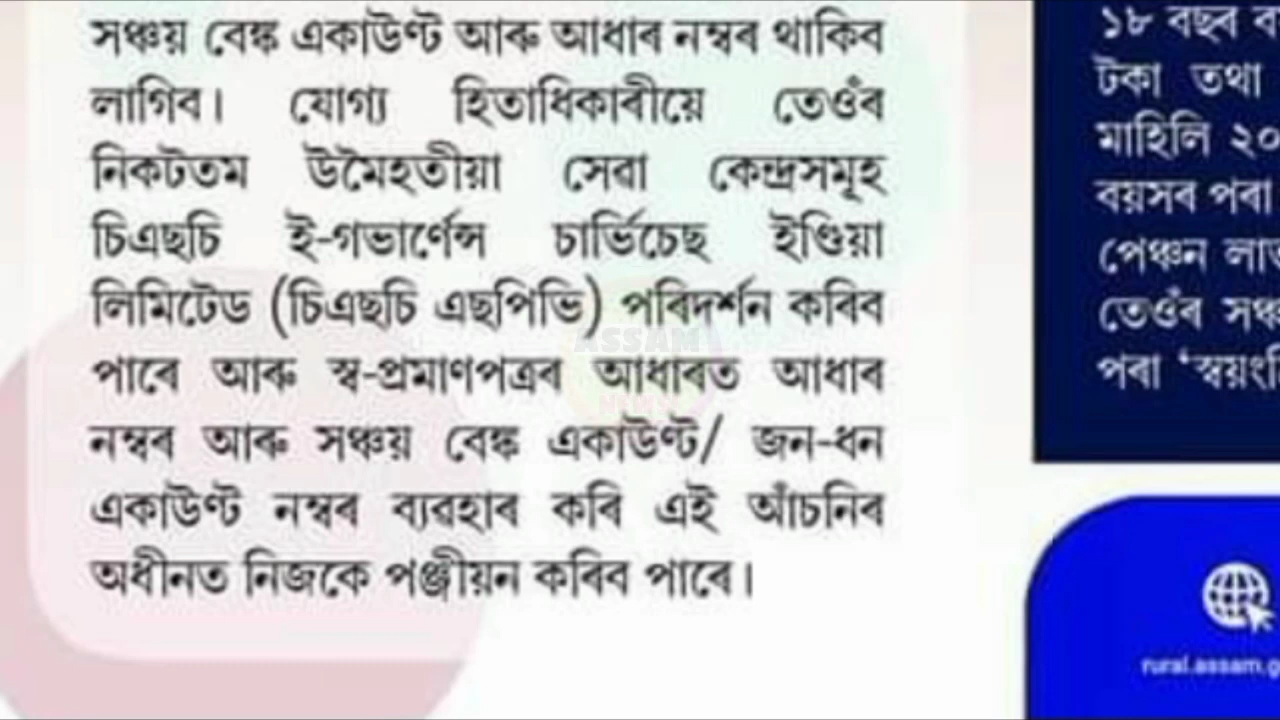 সঞ্চয় বেঙ্ক একাউণ্ট আৰু আধাৰ নম্বৰ থাকিব
লাগিব। যোগ্য হিতাধিকাৰীয়ে তেওঁৰ
নিকটতম উমৈহতীয়া সেৱা কেন্দ্ৰসমূহ
চিএছচি ই-গভাৰ্ণেন্স চাৰ্ভিচেছ ইণ্ডিয়া
লিমিটেড (চিএছচি এছপিভি) পৰিদৰ্শন কৰিব
পাৰে আৰু স্ব-প্ৰমাণপত্ৰৰ আধাৰত আধাৰ
নম্বৰ আৰু সঞ্চয় বেঙ্ক একাউণ্ট/ জন-ধন
একাউণ্ট নম্বৰ ব্যৱহাৰ কৰি এই আঁচনিৰ
অধীনত নিজকে পঞ্জীয়ন কৰিব পাৰে।
ASSAM
১৮ বছৰ
টকা তথা
মাহিলি
বয়সৰ পৰা
পেঞ্চন
তেওঁৰ
পৰা
rural.assam.g